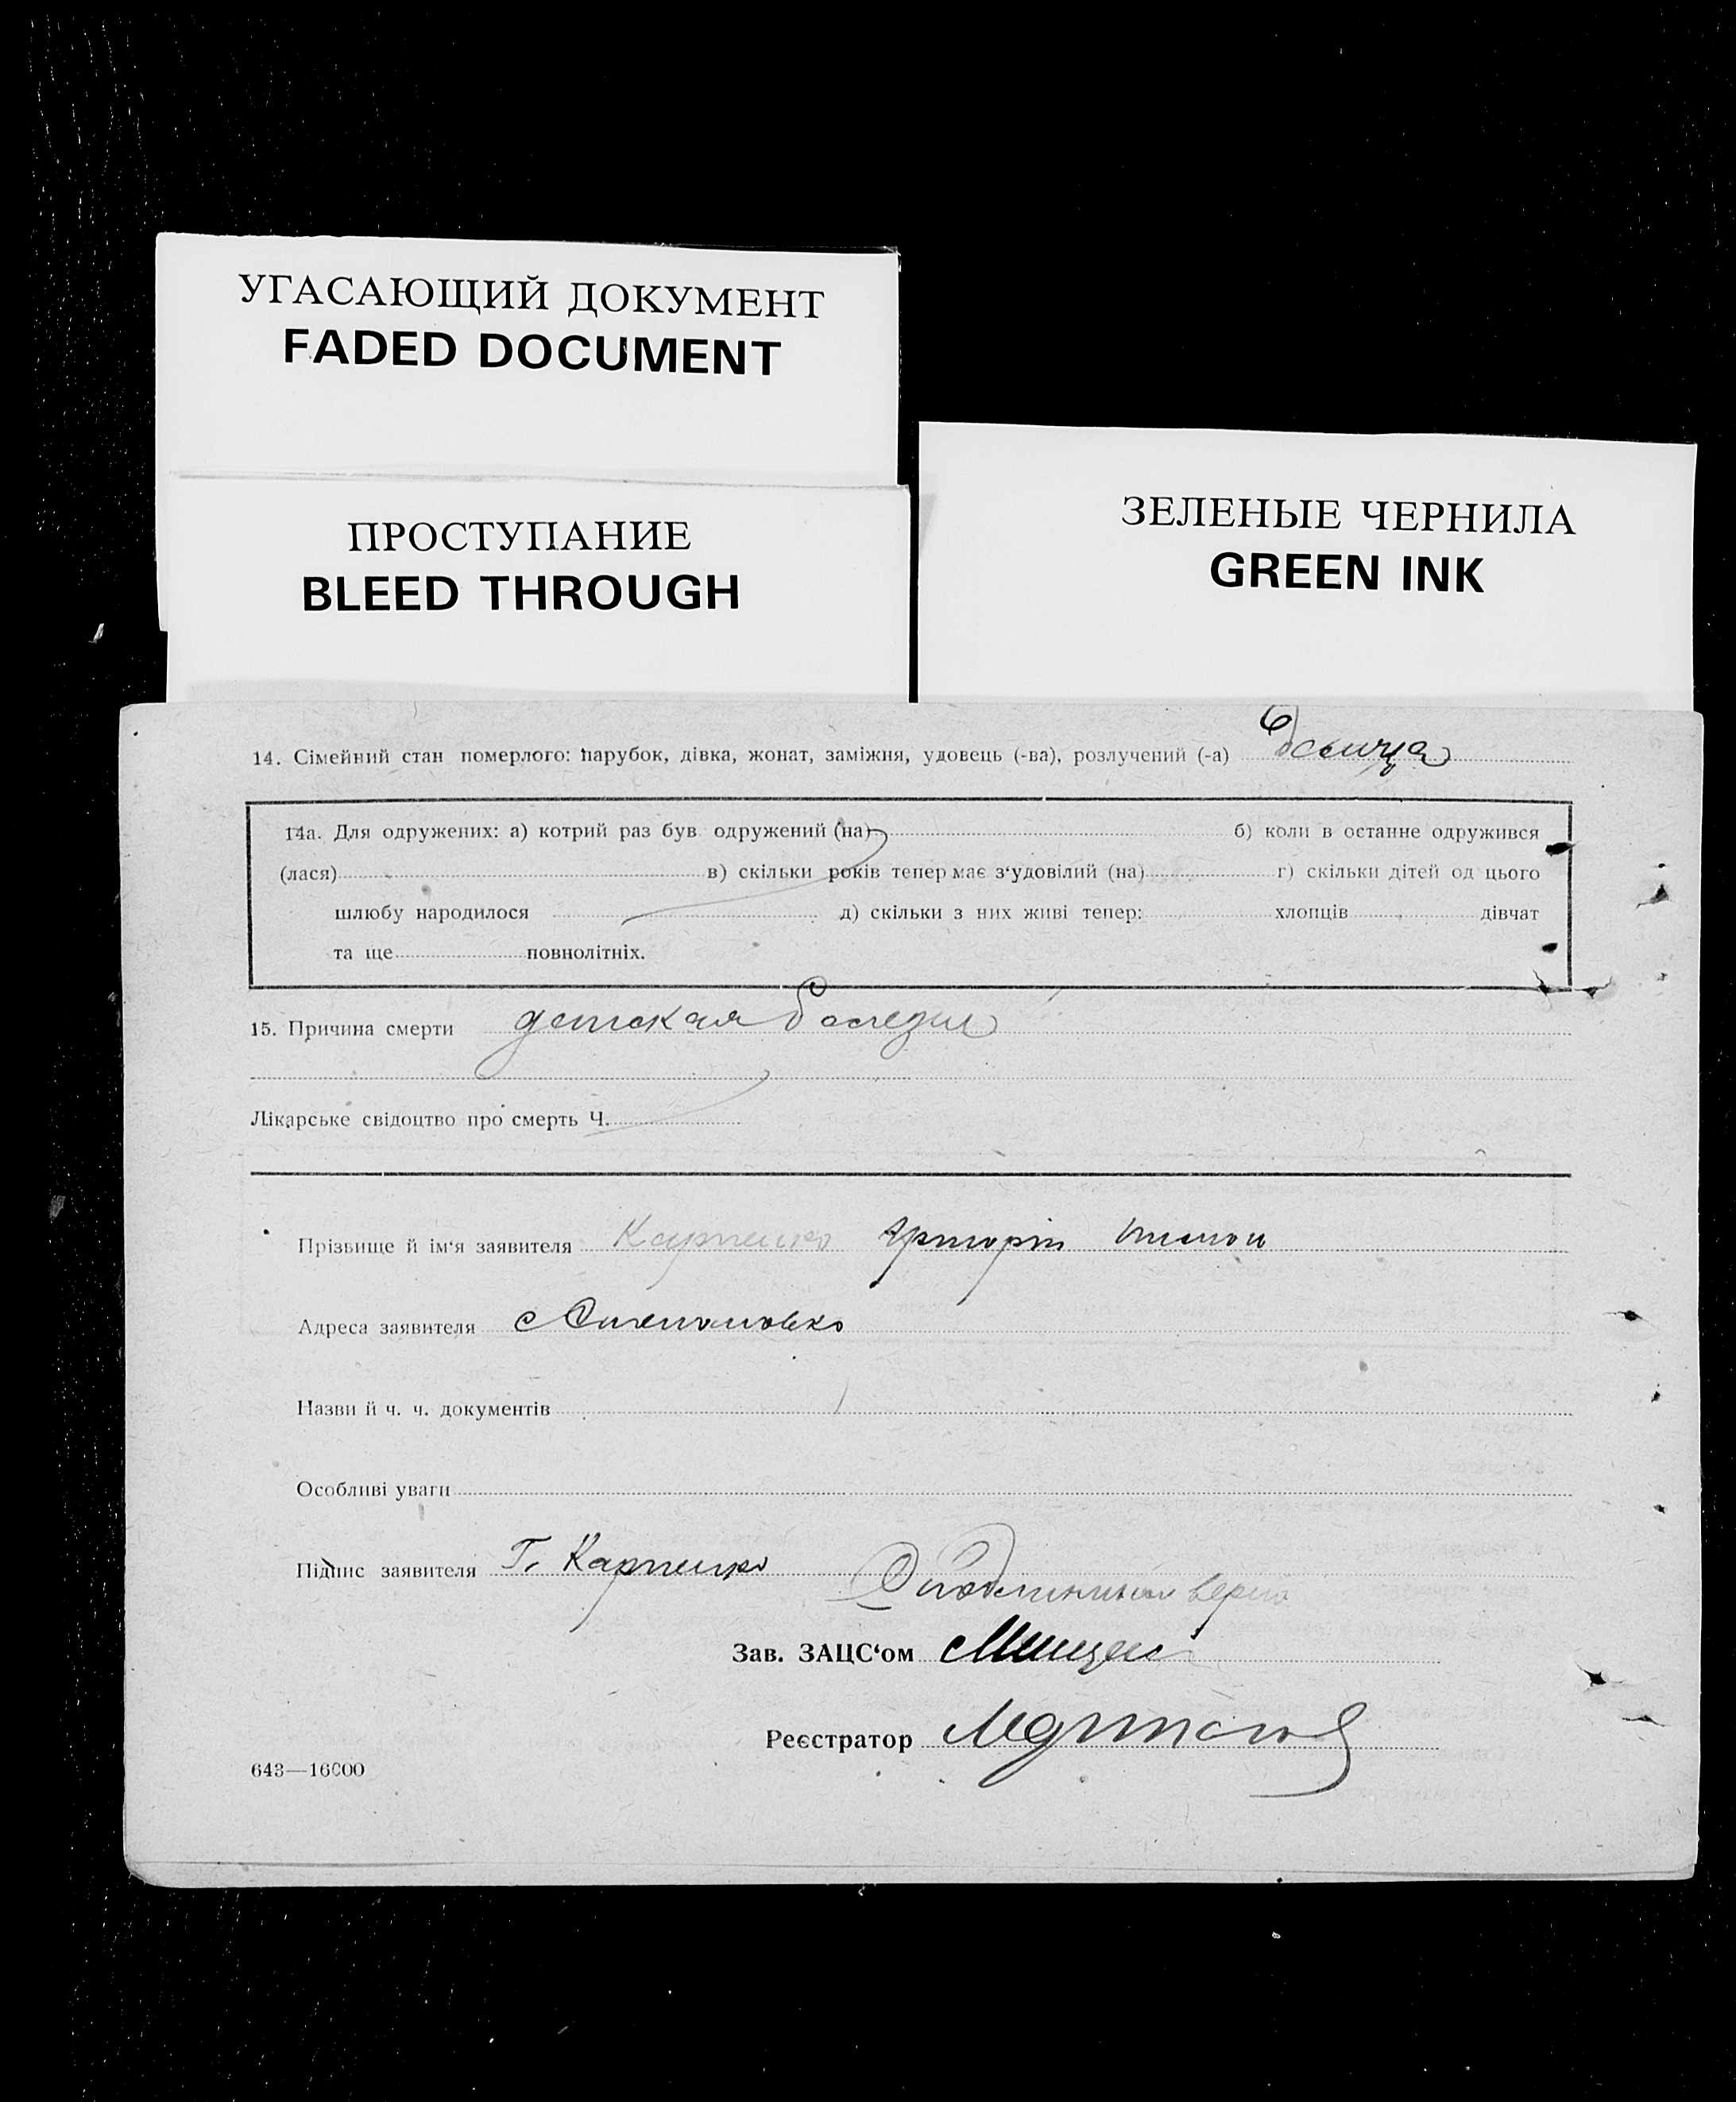 УГАСАЮЩИЙ ДОКУМЕНТ
FADED DOCUMENT
ПРОСТУПАНИЕ
BLEED THROUGH
ЗЕЛЕНЫЕ ЧЕРНИЛА
GREEN INK
14. Сімейний стан померлого: парубок, дівка, жонат, заміжня, удовець (-ва), розлучений (-а)
14а. Для одружених: а) котрий раз був одружений (на) б) коли в останне одружився
(лася) в) скільки років тепер має з‘удовілий (на) г) скільки дітей од цього
шлюбу народилося д) скільки з них живі тепер: хлопців дівчат
та ще повнолітніх.
15. Причина смерти детская болезни
Лікарське свідоцтво про смерть Ч.
Прізвище й ім‘я заявителя Карпенко Григорій
Адреса заявителя с
Назви й ч. ч. документів
Особливі уваги
Підпис заявителя Г. Карпенко
С подлинным верно
Зав. ЗАЦС‘ом
Реєстратор
643—16000